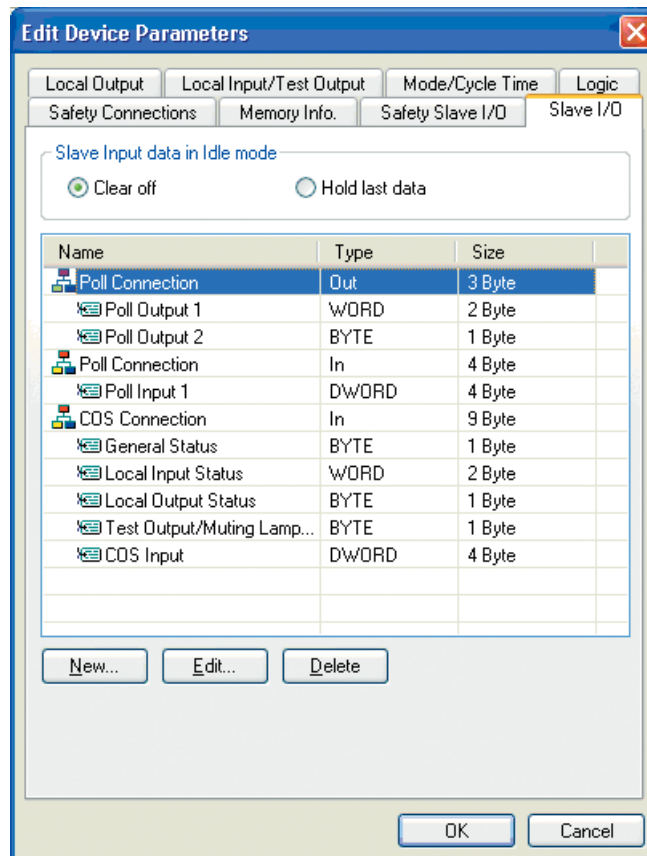 Edit Device Parameters
Local Output Local Input/Test Output Mode/Cycle Time Logic
Safety Connections Memory Info. Safety Slave I/O Slave I/O
Slave Input data in Idle mode
Clear off Hold last data
Name Type Size
Poll Connection Out 3 Byte
Poll Output 1 WORD 2 Byte
Poll Output 2 BYTE 1 Byte
Poll Connection In 4 Byte
Poll Input 1 DWORD 4 Byte
COS Connection In 9 Byte
General Status BYTE 1 Byte
Local Input Status WORD 2 Byte
Local Output Status BYTE 1 Byte
Test Output/Muting Lamp... BYTE 1 Byte
COS Input DWORD 4 Byte
New... Edit... Delete
OK Cancel